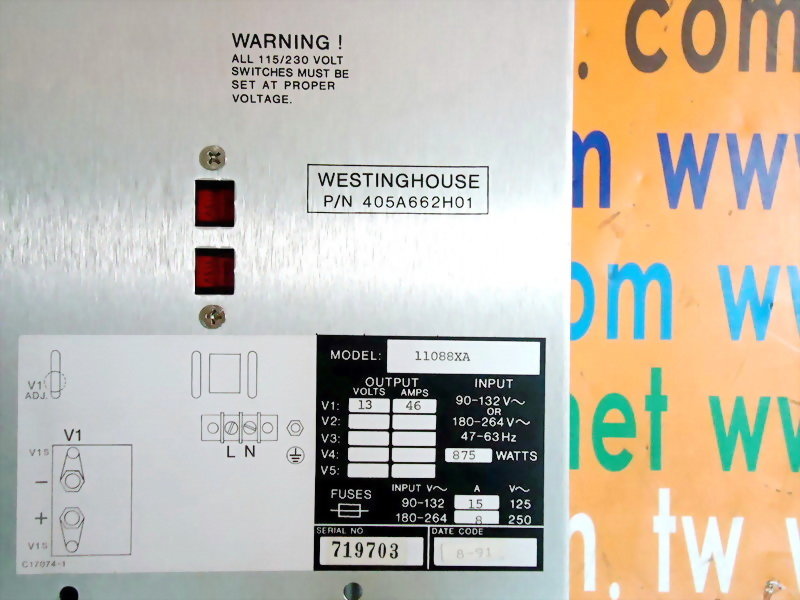 WARNING !
ALL 115/230 VOLT
SWITCHES MUST BE
SET AT PROPER
VOLTAGE.
WESTINGHOUSE
P/N 405A662H01
V1
ADJ.
V1
V1S
−
+
V1S
C17074-1
L N
MODEL: 11088XA
OUTPUT INPUT
VOLTS AMPS
90-132 V~
V1: 13 46
OR
V2:
180-264 V~
V3:
47-63 Hz
V4: 875 WATTS
V5:
FUSES
INPUT V~ A V~
90-132 15 125
180-264 8 250
SERIAL NO DATE CODE
719703 8-91
. com
m www
om ww
net ww
n. tw w